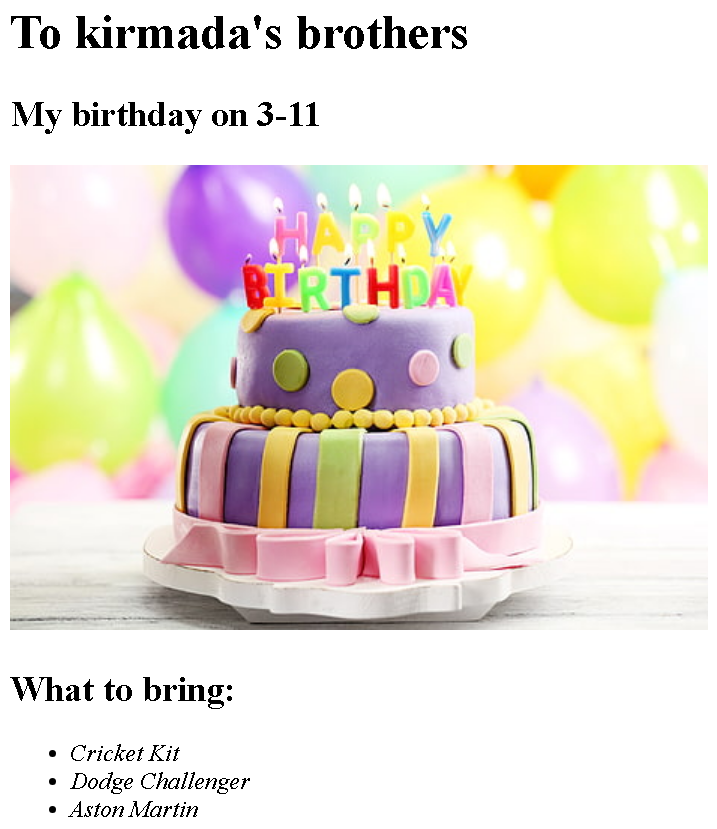 To kirmada's brothers
My birthday on 3-11
HAPPY
BIRTHDAY
What to bring:
• Cricket Kit
• Dodge Challenger
• Aston Martin